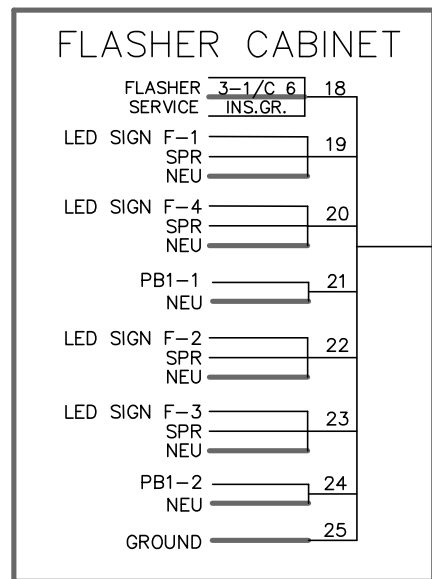 FLASHER CABINET
FLASHER 3-1/C 6 18
SERVICE INS.GR.
LED SIGN F-1
SPR 19
NEU
LED SIGN F-4
SPR 20
NEU
PB1-1 21
NEU
LED SIGN F-2
SPR 22
NEU
LED SIGN F-3
SPR 23
NEU
PB1-2 24
NEU
GROUND 25